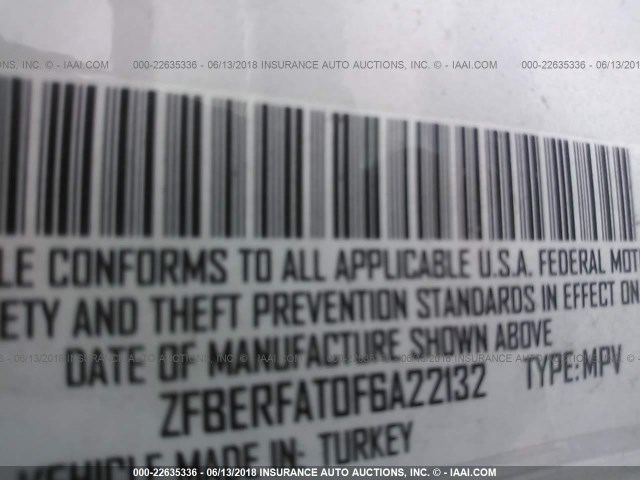 000-22635336 - 06/13/2018 INSURANCE AUTO AUCTIONS, INC. © - IAAI.COM
LE CONFORMS TO ALL APPLICABLE U.S.A. FEDERAL MOT
ETY AND THEFT PREVENTION STANDARDS IN EFFECT ON
DATE OF MANUFACTURE SHOWN ABOVE
ZFBERFAT0F6A22132 TYPE:MPV
VEHICLE MADE IN- TURKEY
000-22635336 - 06/13/2018 INSURANCE AUTO AUCTIONS, INC. © - IAAI.COM